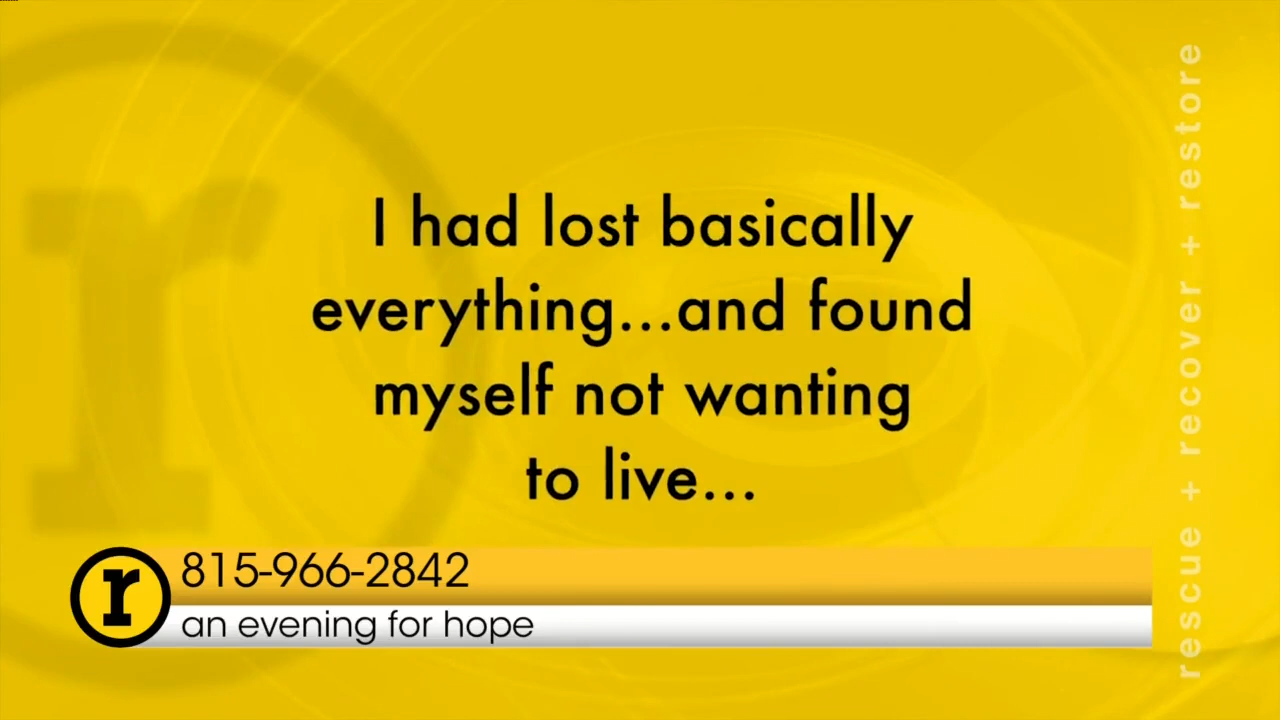 I had lost basically
everything...and found
myself not wanting
to live...
r
815-966-2842
an evening for hope
rescue + recover + restore
r